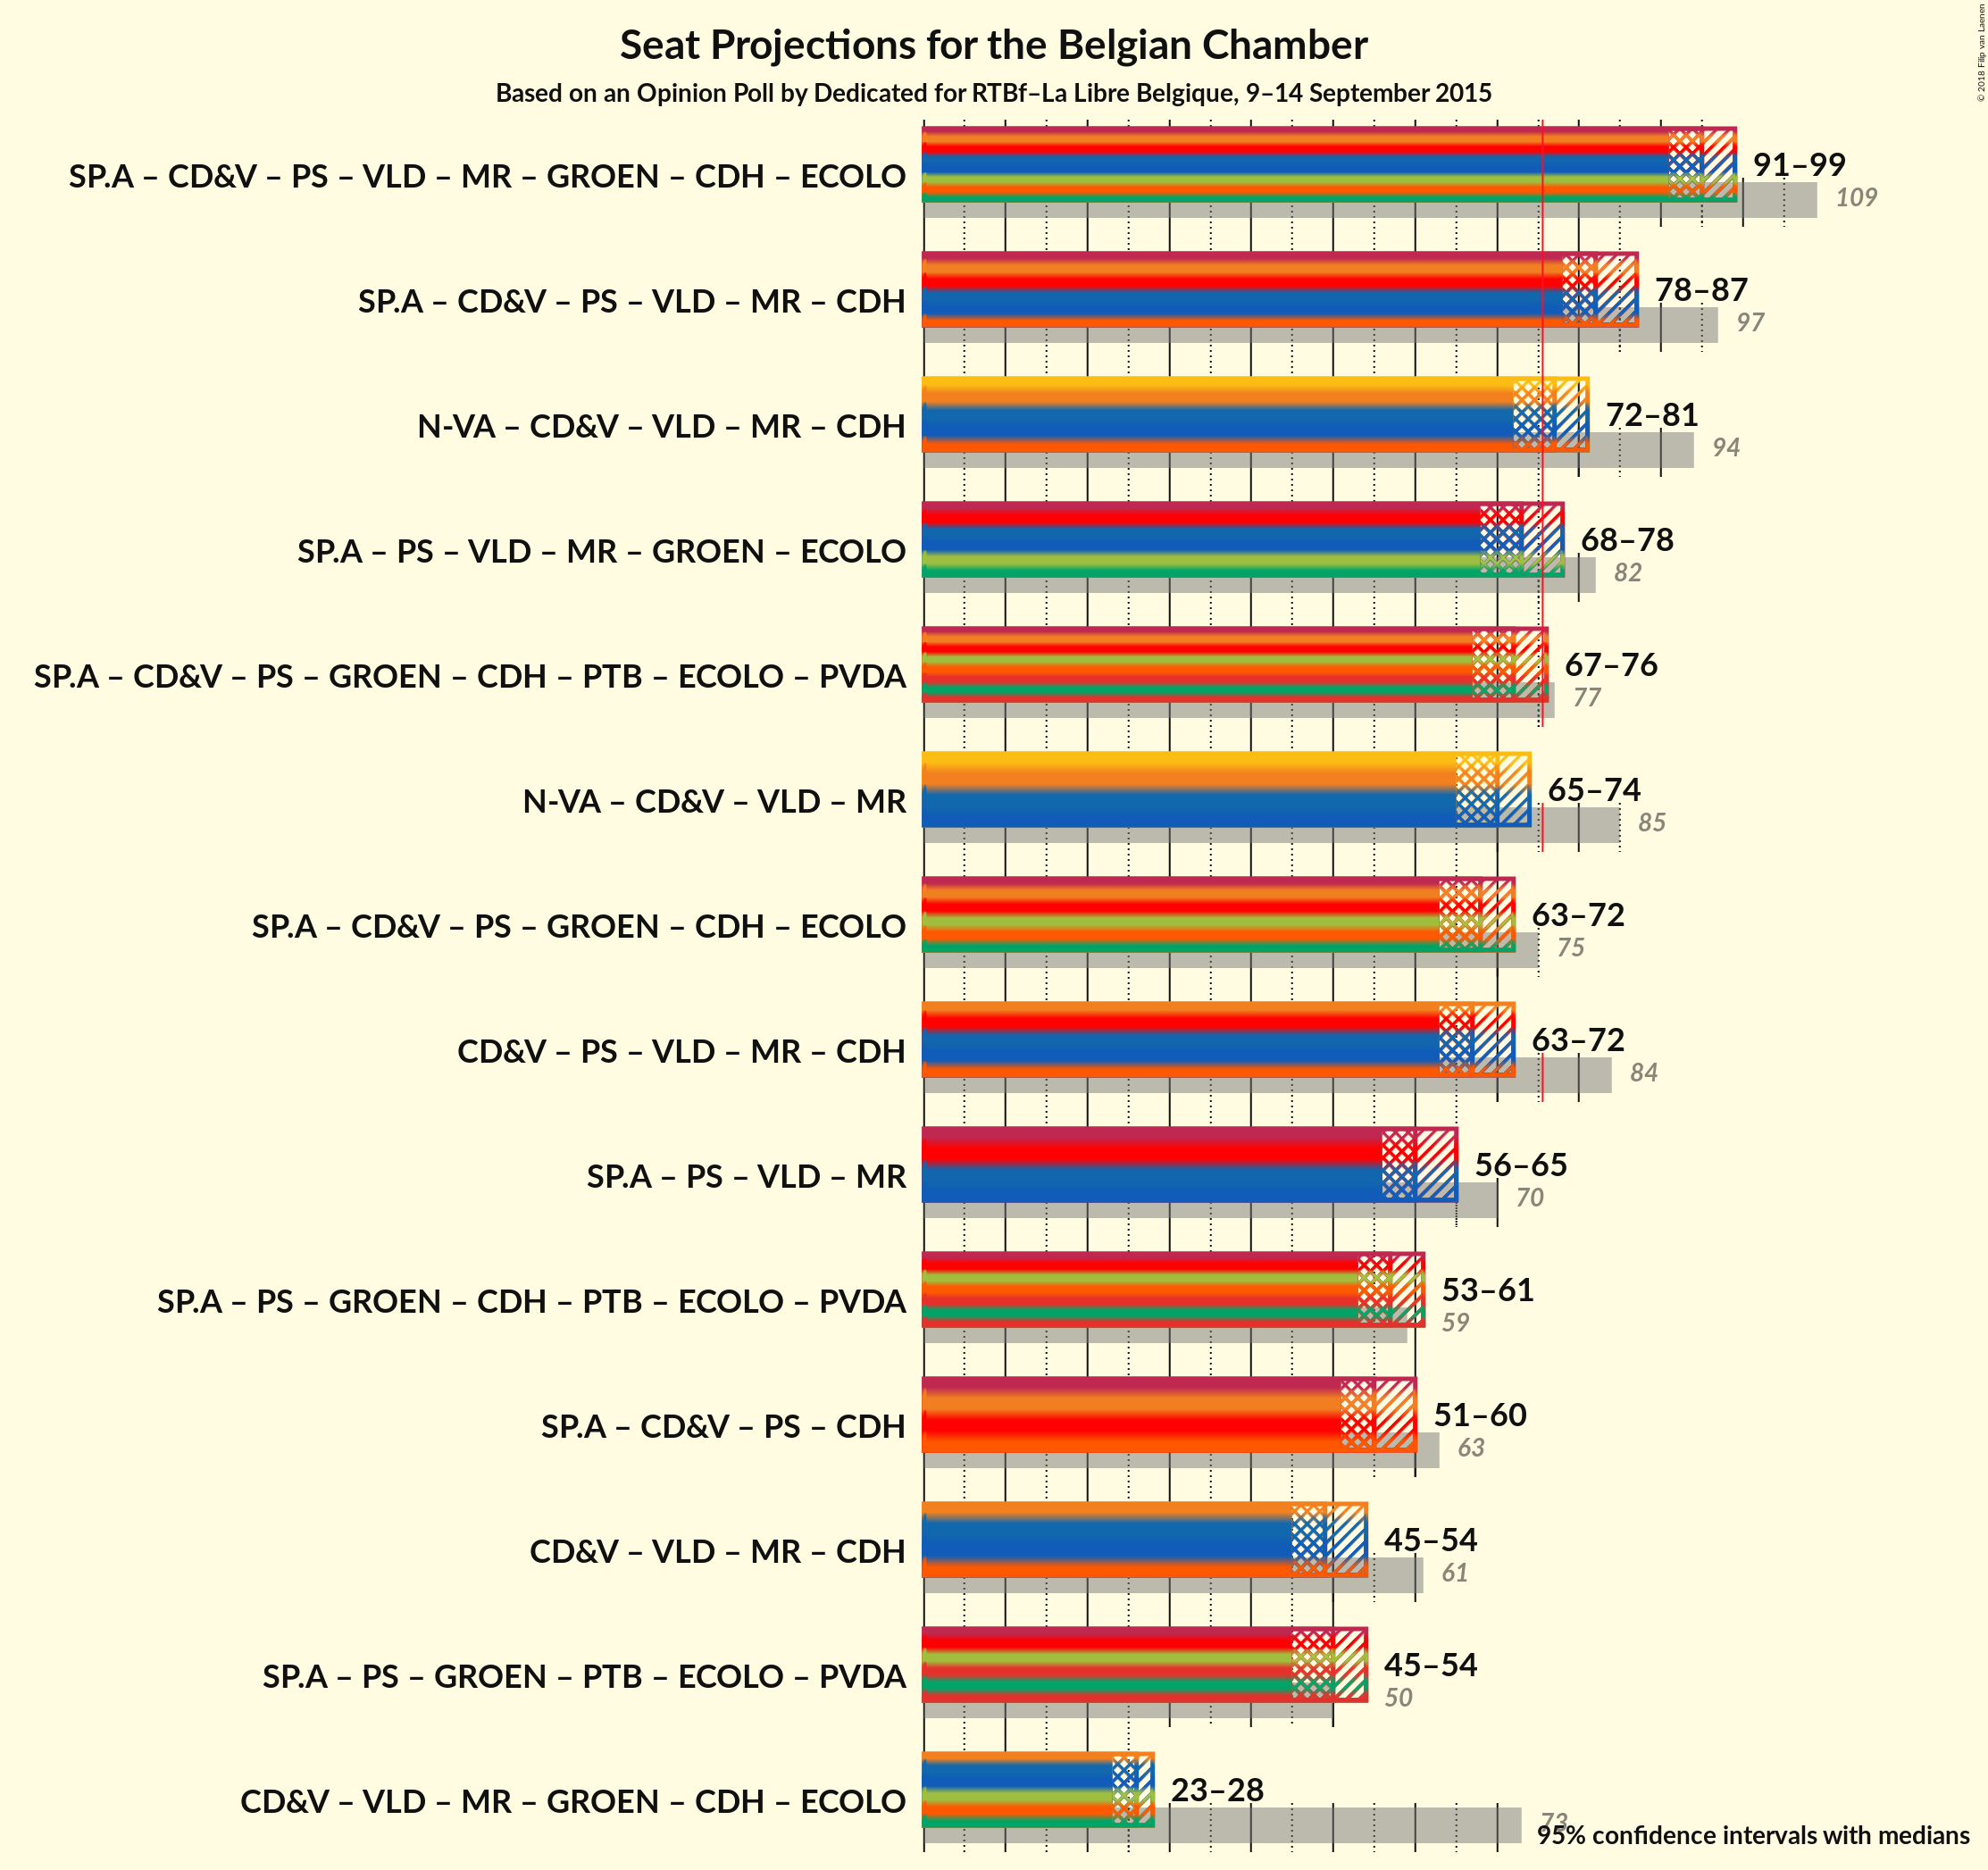 Seat Projections for the Belgian Chamber
Based on an Opinion Poll by Dedicated for RTBf–La Libre Belgique, 9–14 September 2015
© 2018 Filip van Laenen
SP.A – CD&V – PS – VLD – MR – GROEN – CDH – ECOLO
91–99
109
SP.A – CD&V – PS – VLD – MR – CDH
78–87
97
N-VA – CD&V – VLD – MR – CDH
72–81
94
SP.A – PS – VLD – MR – GROEN – ECOLO
68–78
82
SP.A – CD&V – PS – GROEN – CDH – PTB – ECOLO – PVDA
67–76
77
N-VA – CD&V – VLD – MR
65–74
85
SP.A – CD&V – PS – GROEN – CDH – ECOLO
63–72
75
CD&V – PS – VLD – MR – CDH
63–72
84
SP.A – PS – VLD – MR
56–65
70
SP.A – PS – GROEN – CDH – PTB – ECOLO – PVDA
53–61
59
SP.A – CD&V – PS – CDH
51–60
63
CD&V – VLD – MR – CDH
45–54
61
SP.A – PS – GROEN – PTB – ECOLO – PVDA
45–54
50
CD&V – VLD – MR – GROEN – CDH – ECOLO
23–28
73
95% confidence intervals with medians